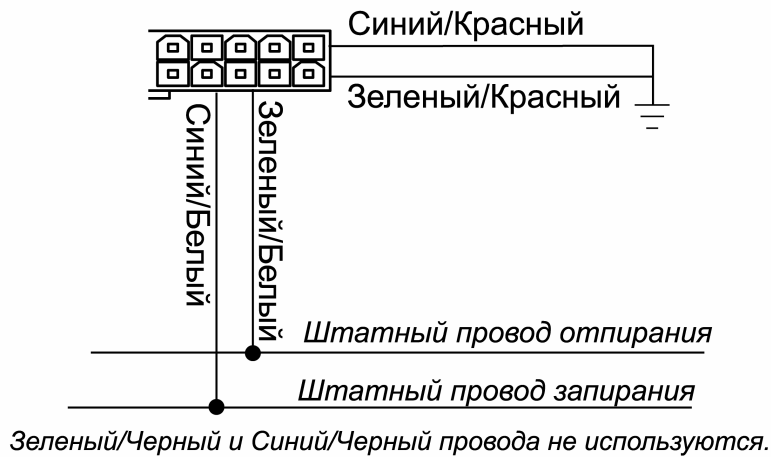 Синий/Красный
Зеленый/Красный
Синий/Белый
Зеленый/Белый
Штатный провод отпирания
Штатный провод запирания
Зеленый/Черный и Синий/Черный провода не используются.